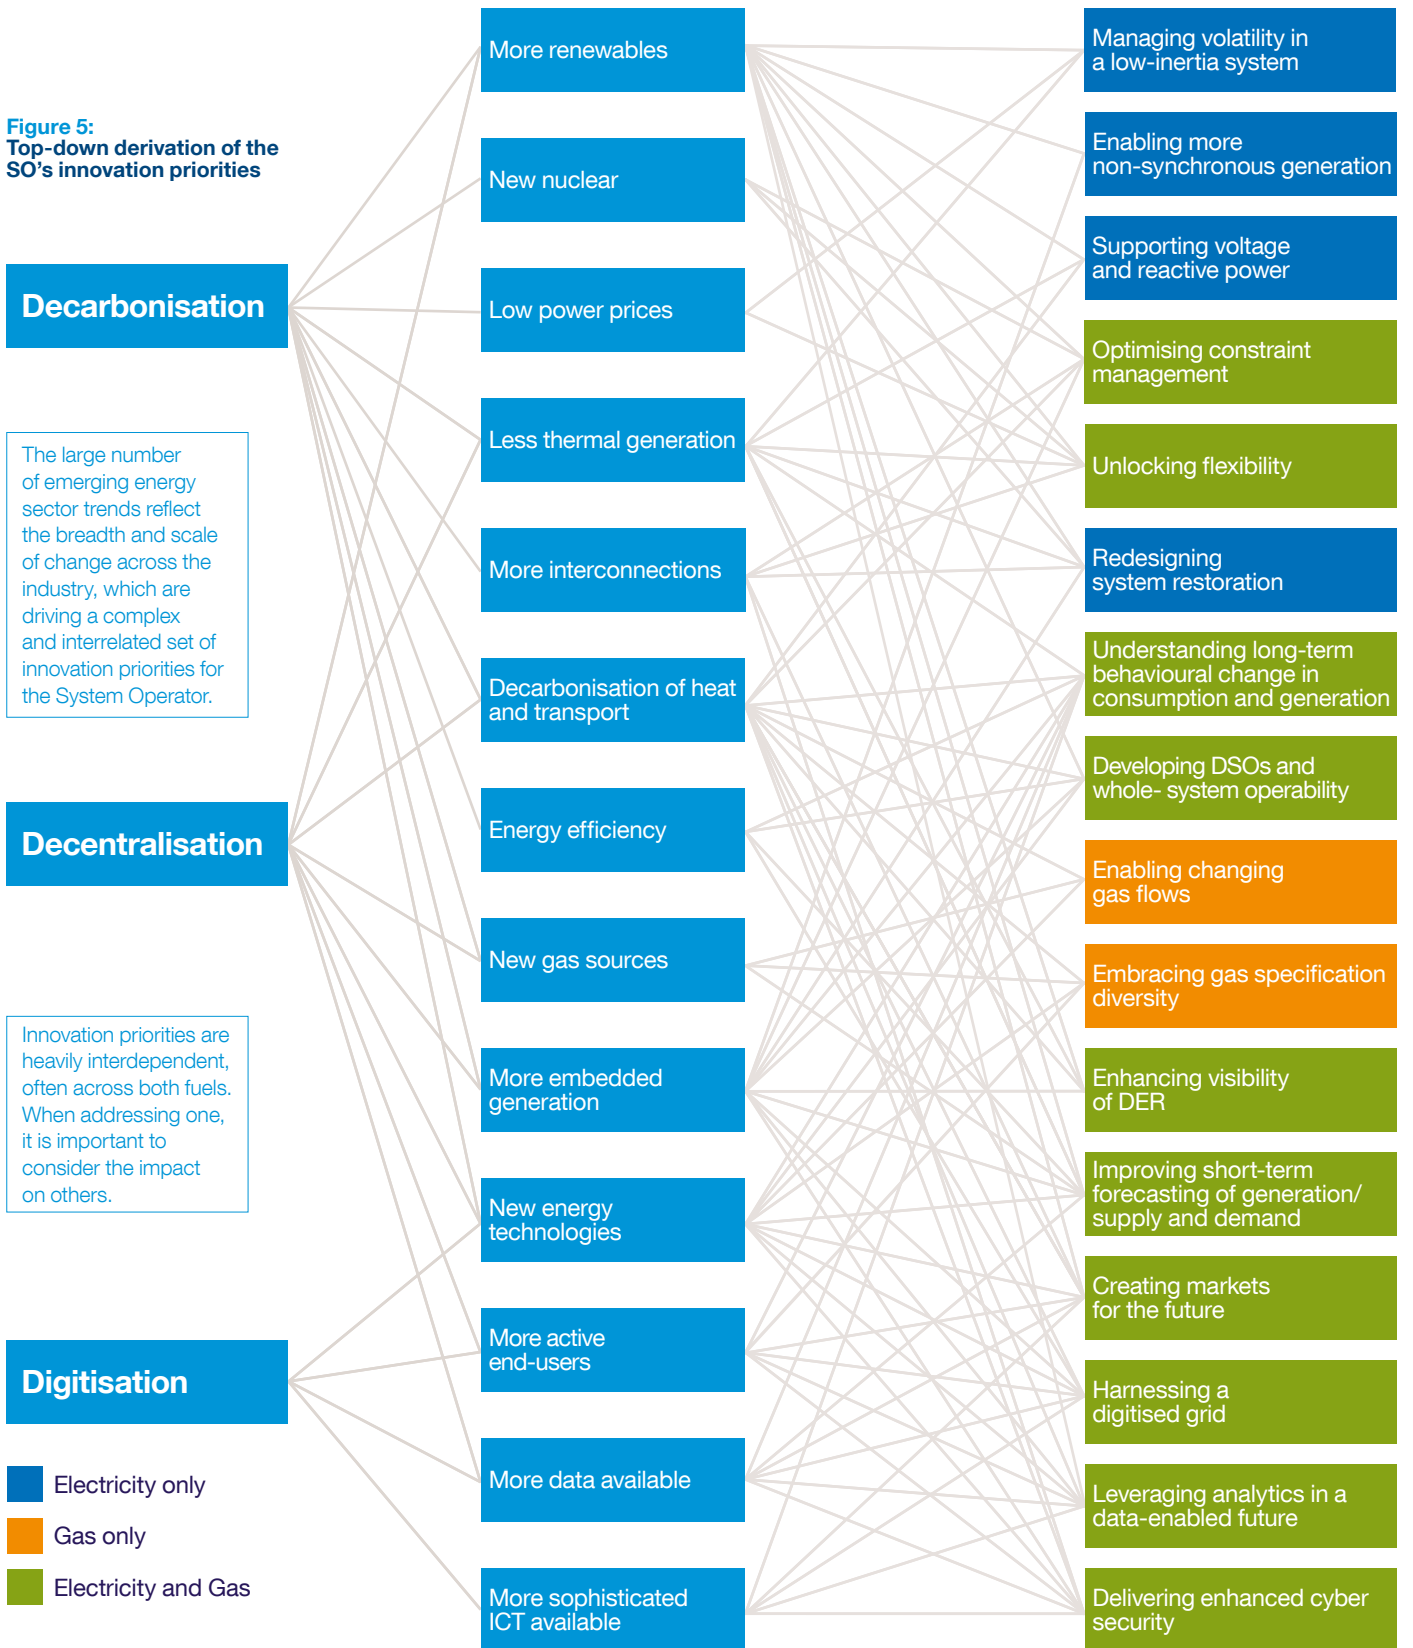 Figure 5:
Top-down derivation of the
SO's innovation priorities
Decarbonisation
The large number
of emerging energy
sector trends reflect
the breadth and scale
of change across the
industry, which are
driving a complex
and interrelated set of
innovation priorities for
the System Operator.
Decentralisation
Innovation priorities are
heavily interdependent,
often across both fuels.
When addressing one,
it is important to
consider the impact
on others.
Digitisation
Electricity only
Gas only
Electricity and Gas
More renewables
New nuclear
Low power prices
Less thermal generation
More interconnections
Decarbonisation of heat
and transport
Energy efficiency
New gas sources
More embedded
generation
New energy
technologies
More active
end-users
More data available
More sophisticated
ICT available
Managing volatility in
a low-inertia system
Enabling more
non-synchronous generation
Supporting voltage
and reactive power
Optimising constraint
management
Unlocking flexibility
Redesigning
system restoration
Understanding long-term
behavioural change in
consumption and generation
Developing DSOs and
whole- system operability
Enabling changing
gas flows
Embracing gas specification
diversity
Enhancing visibility
of DER
Improving short-term
forecasting of generation/
supply and demand
Creating markets
for the future
Harnessing a
digitised grid
Leveraging analytics in a
data-enabled future
Delivering enhanced cyber
security